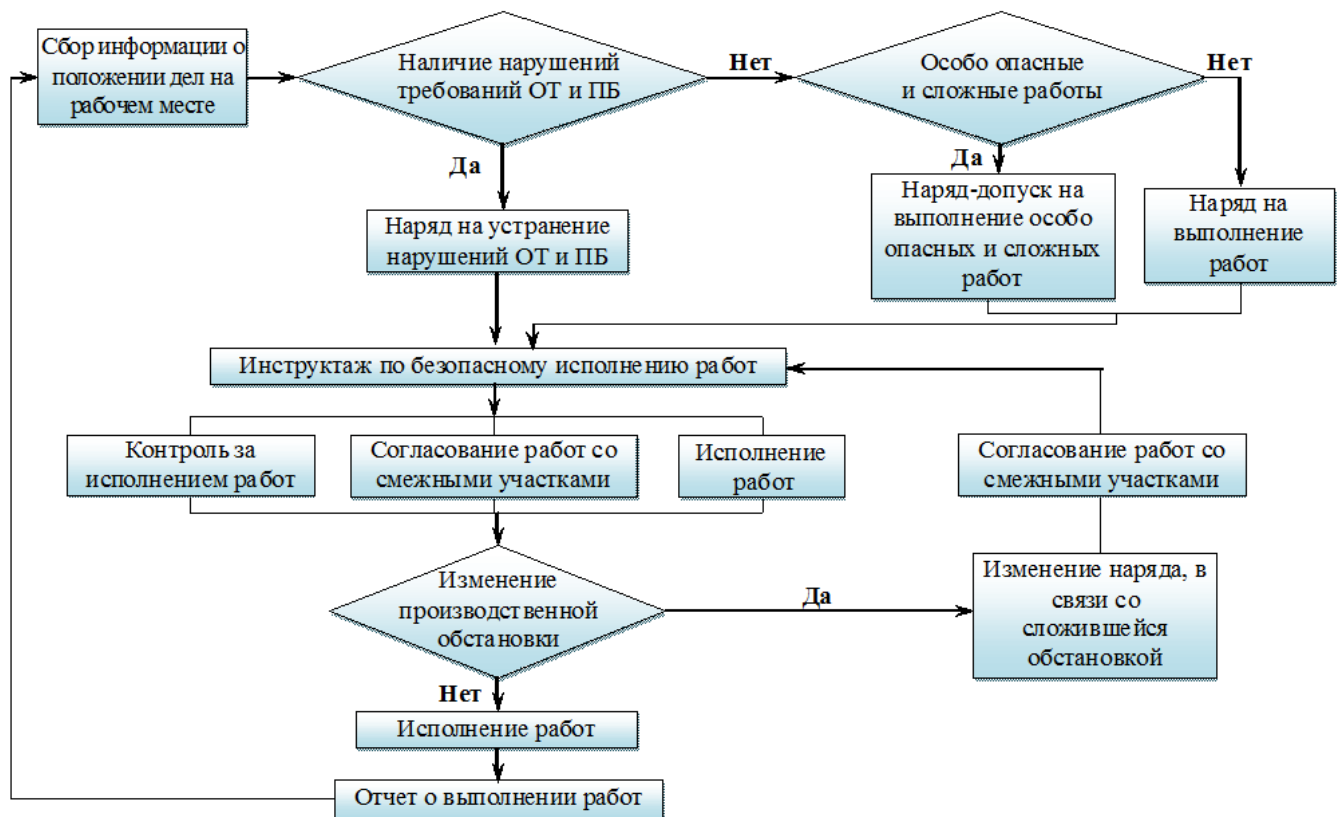 Сбор информации о
положении дел на
рабочем месте
Наличие нарушений
требований ОТ и ПБ
Нет
Особо опасные
и сложные работы
Нет
Да
Да
Наряд на устранение
нарушений ОТ и ПБ
Наряд-допуск на
выполнение особо
опасных и сложных
работ
Наряд на
выполнение
работ
Инструктаж по безопасному исполнению работ
Контроль за
исполнением работ
Согласование работ со
смежными участками
Исполнение
работ
Согласование работ со
смежными участками
Изменение
производственной
обстановки
Да
Изменение наряда, в
связи со
сложившейся
обстановкой
Нет
Исполнение работ
Отчет о выполнении работ